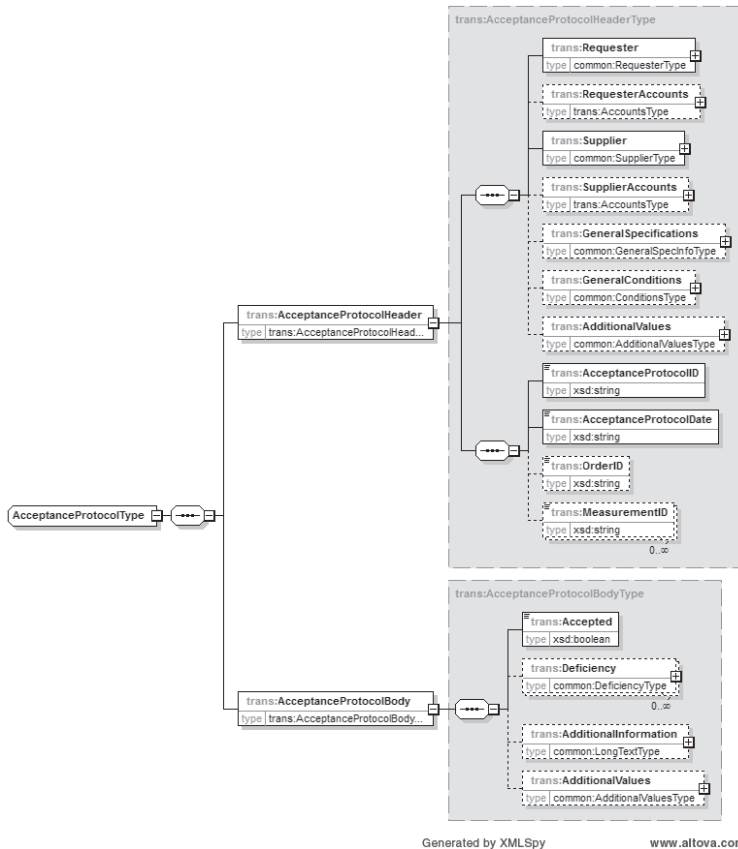 trans:AcceptanceProtocolHeaderType
trans:Requester
type common:RequesterType
trans:RequesterAccounts
type trans:AccountsType
trans:Supplier
type common:SupplierType
trans:SupplierAccounts
type trans:AccountsType
trans:GeneralSpecifications
type common:GeneralSpecInfoType
trans:GeneralConditions
type common:ConditionsType
trans:AdditionalValues
type common:AdditionalValuesType
trans:AcceptanceProtocolHeader
type trans:AcceptanceProtocolHead...
trans:AcceptanceProtocolID
type xsd:string
trans:AcceptanceProtocolDate
type xsd:string
trans:OrderID
type xsd:string
trans:MeasurementID
type xsd:string
0..∞
AcceptanceProtocolType
trans:AcceptanceProtocolBodyType
trans:Accepted
type xsd:boolean
trans:Deficiency
type common:DeficiencyType
0..∞
trans:AcceptanceProtocolBody
type trans:AcceptanceProtocolBody...
trans:AdditionalInformation
type common:LongTextType
trans:AdditionalValues
type common:AdditionalValuesType
Generated by XMLSpy www.altova.com